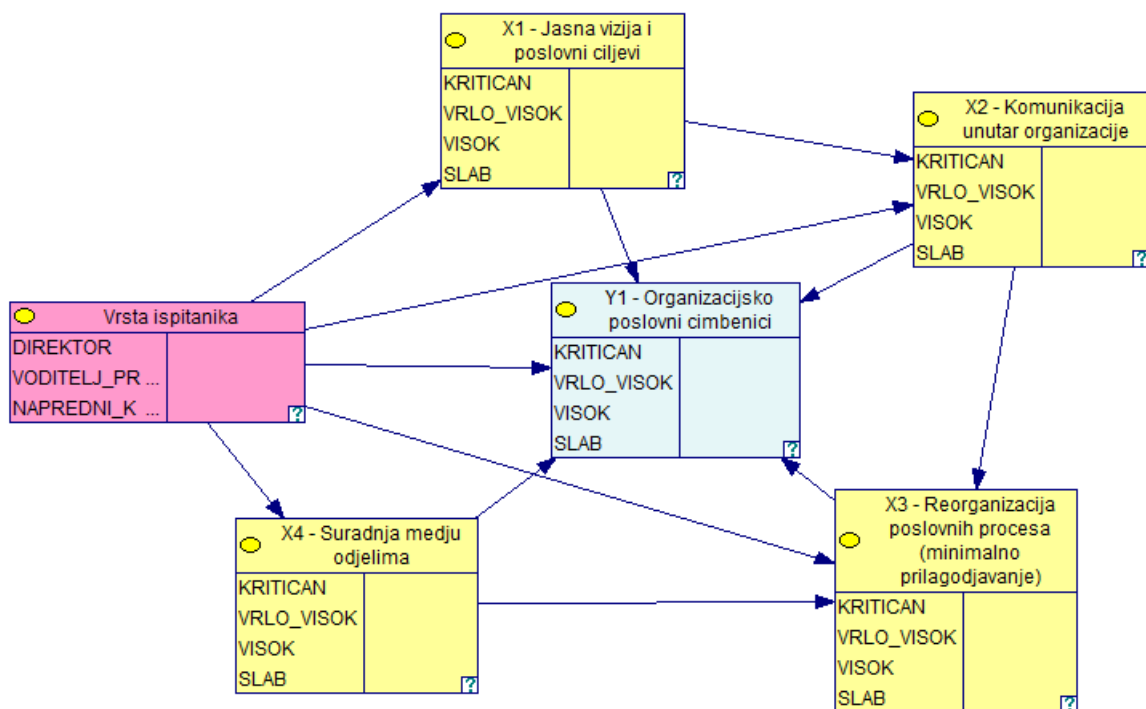 X1 - Jasna vizija i
poslovni ciljevi
KRITICAN
VRLO_VISOK
VISOK
SLAB
?
X2 - Komunikacija
unutar organizacije
KRITICAN
VRLO_VISOK
VISOK
SLAB
?
Vrsta ispitanika
DIREKTOR
VODITELJ_PR ...
NAPREDNI_K ...
?
Y1 - Organizacijsko
poslovni cimbenici
KRITICAN
VRLO_VISOK
VISOK
SLAB
?
X4 - Suradnja medju
odjelima
KRITICAN
VRLO_VISOK
VISOK
SLAB
?
X3 - Reorganizacija
poslovnih procesa
(minimalno
prilagodjavanje)
KRITICAN
VRLO_VISOK
VISOK
SLAB
?